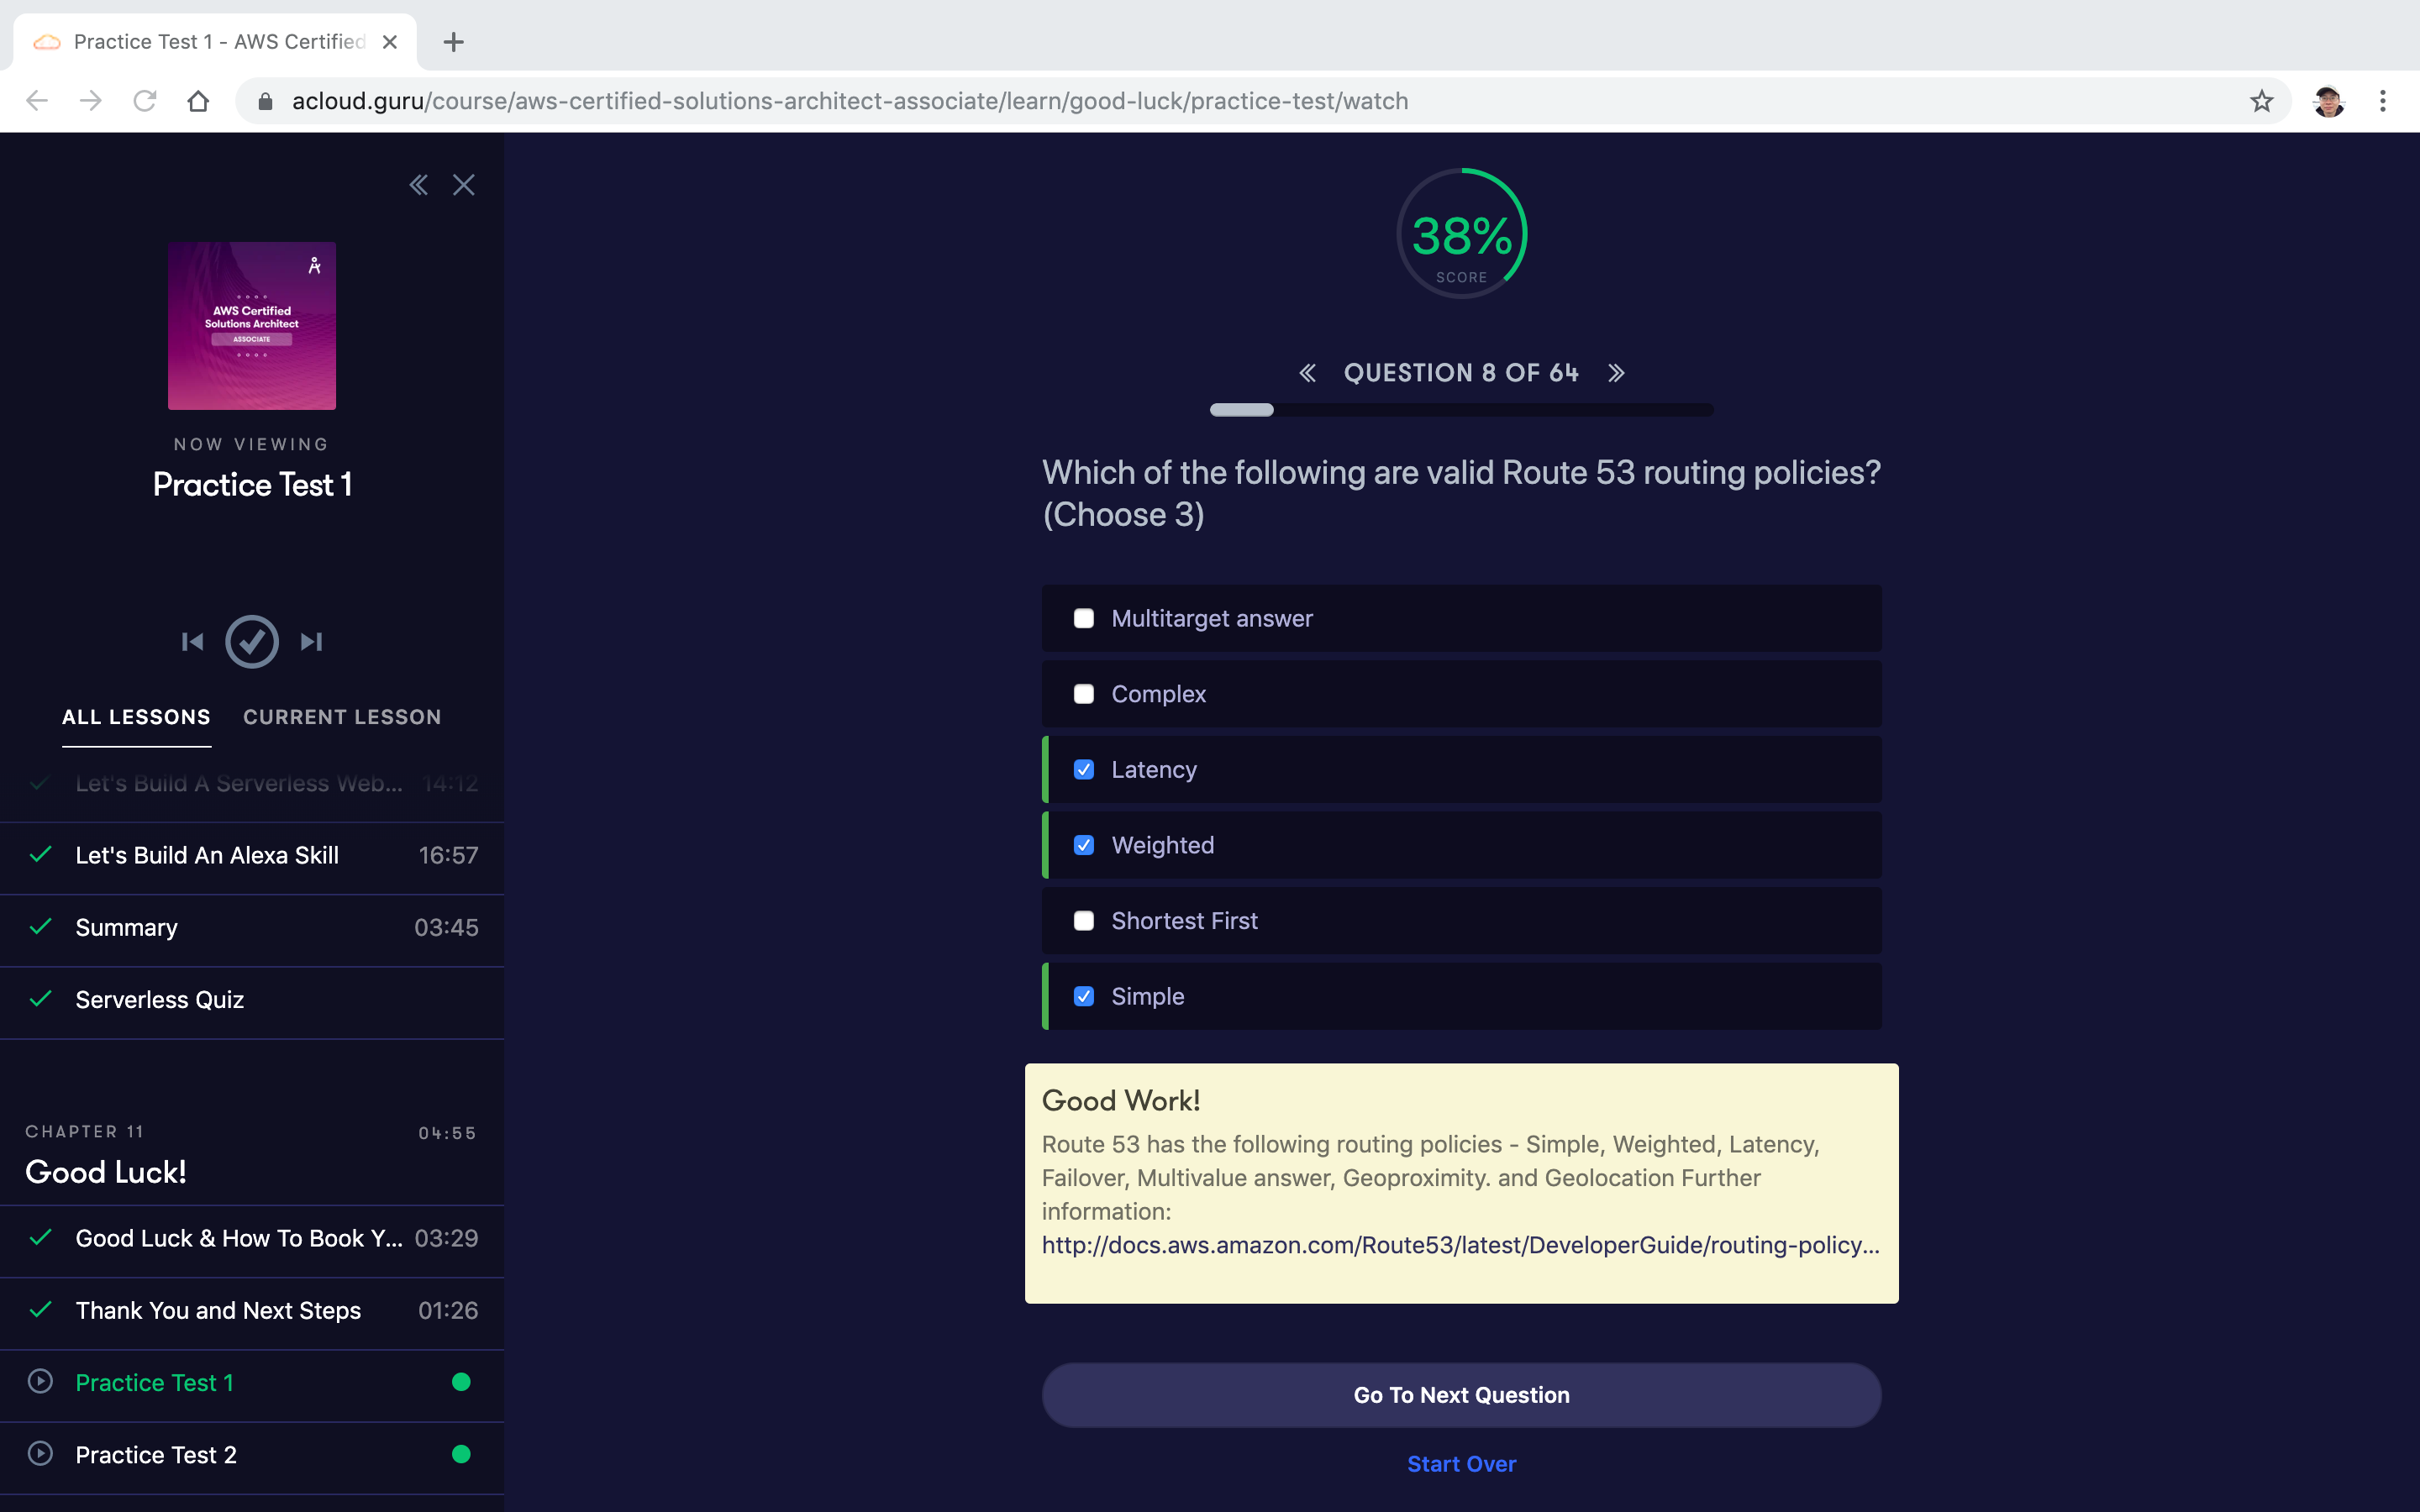 Practice Test 1 - AWS Certified
acloud.guru/course/aws-certified-solutions-architect-associate/learn/good-luck/practice-test/watch
AWS Certified
Solutions Architect
ASSOCIATE
NOW VIEWING
Practice Test 1
ALL LESSONS
CURRENT LESSON
Let's Build A Serverless Web... 14:12
Let's Build An Alexa Skill 16:57
Summary 03:45
Serverless Quiz
CHAPTER 11 04:55
Good Luck!
Good Luck & How To Book Y... 03:29
Thank You and Next Steps 01:26
Practice Test 1
Practice Test 2
38%
SCORE
QUESTION 8 OF 64
Which of the following are valid Route 53 routing policies?
(Choose 3)
Multitarget answer
Complex
Latency
Weighted
Shortest First
Simple
Good Work!
Route 53 has the following routing policies - Simple, Weighted, Latency,
Failover, Multivalue answer, Geoproximity. and Geolocation Further
information:
http://docs.aws.amazon.com/Route53/latest/DeveloperGuide/routing-policy...
Go To Next Question
Start Over